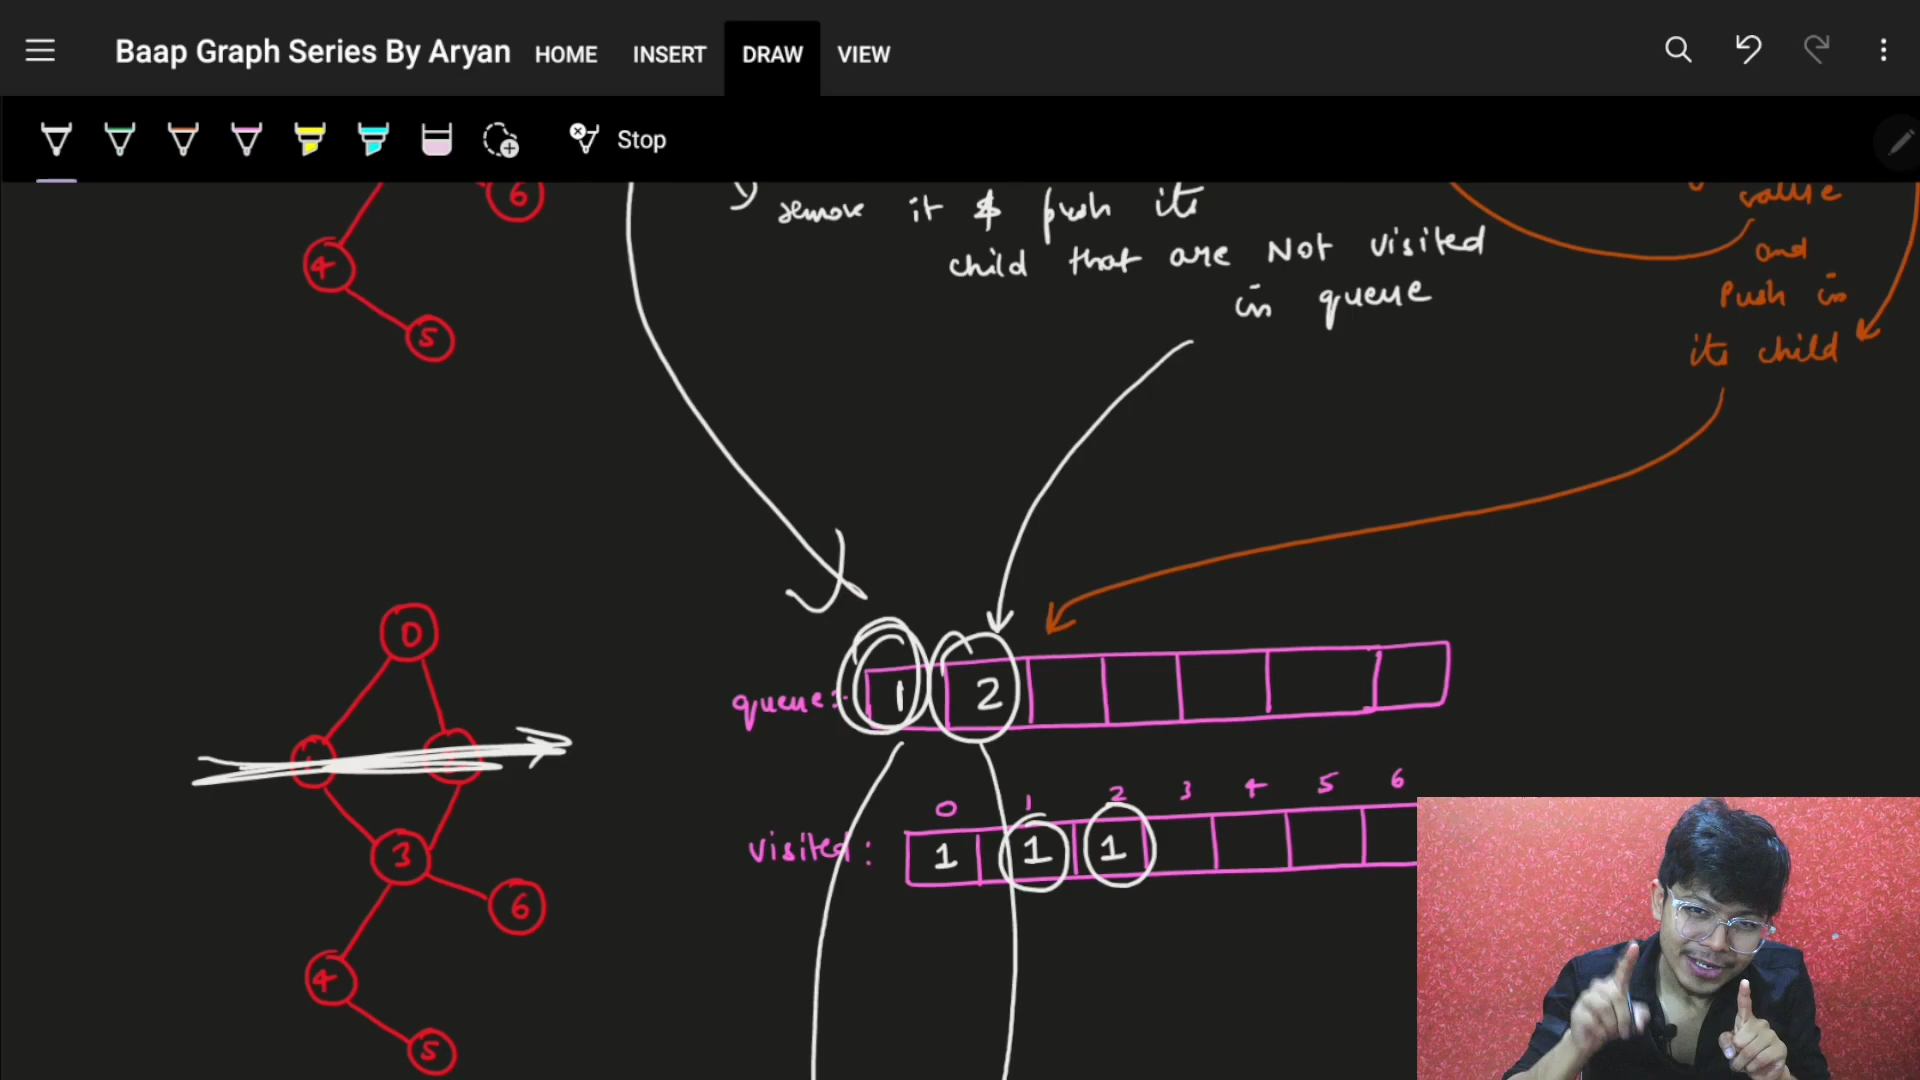 Baap Graph Series By Aryan HOME INSERT DRAW VIEW
Stop
6
4
5
remove it & push its
child that are Not visited
in queue
value
and
Push in
its child
0
3
6
4
5
queue:
1 2
0 1 2 3 4 5 6
visited:
1 1 1